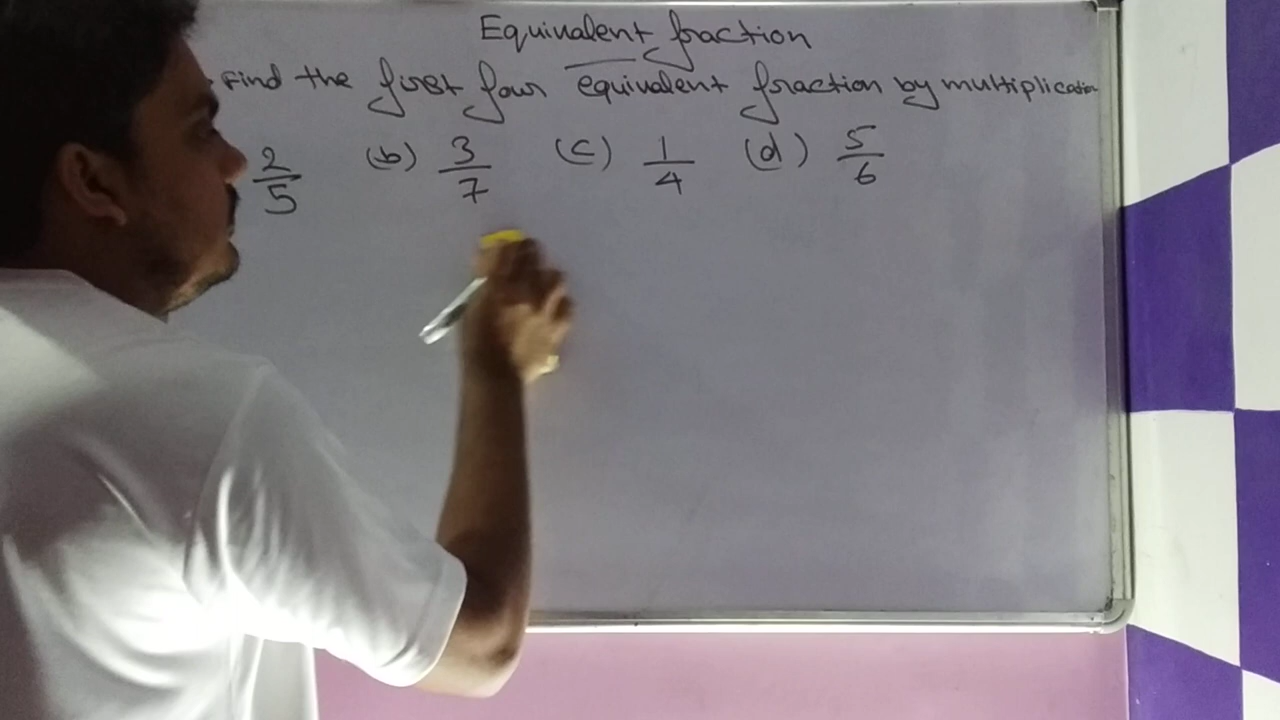 Equivalent fraction
Find the first four equivalent fraction by multiplication
2/5 (b) 3/7 (c) 1/4 (d) 5/6